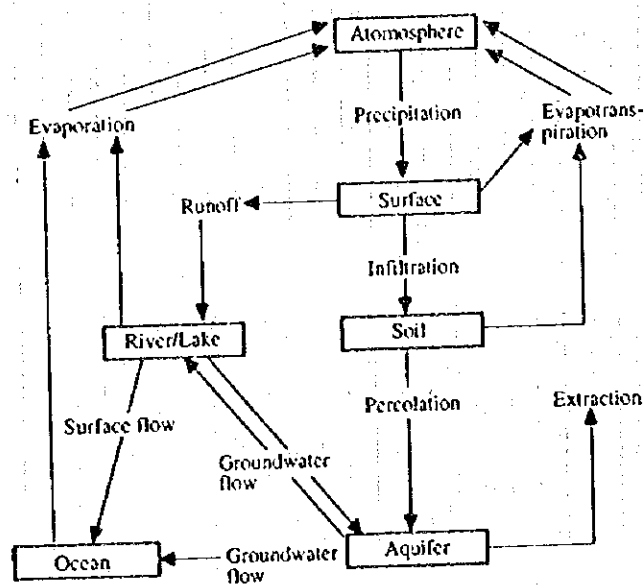 Atomosphere
Evaporation
Precipitation
Evapotrans-
piration
Runoff
Surface
Infiltration
River/Lake
Soil
Percolation
Extraction
Surface flow
Groundwater
flow
Ocean
Groundwater
flow
Aquifer